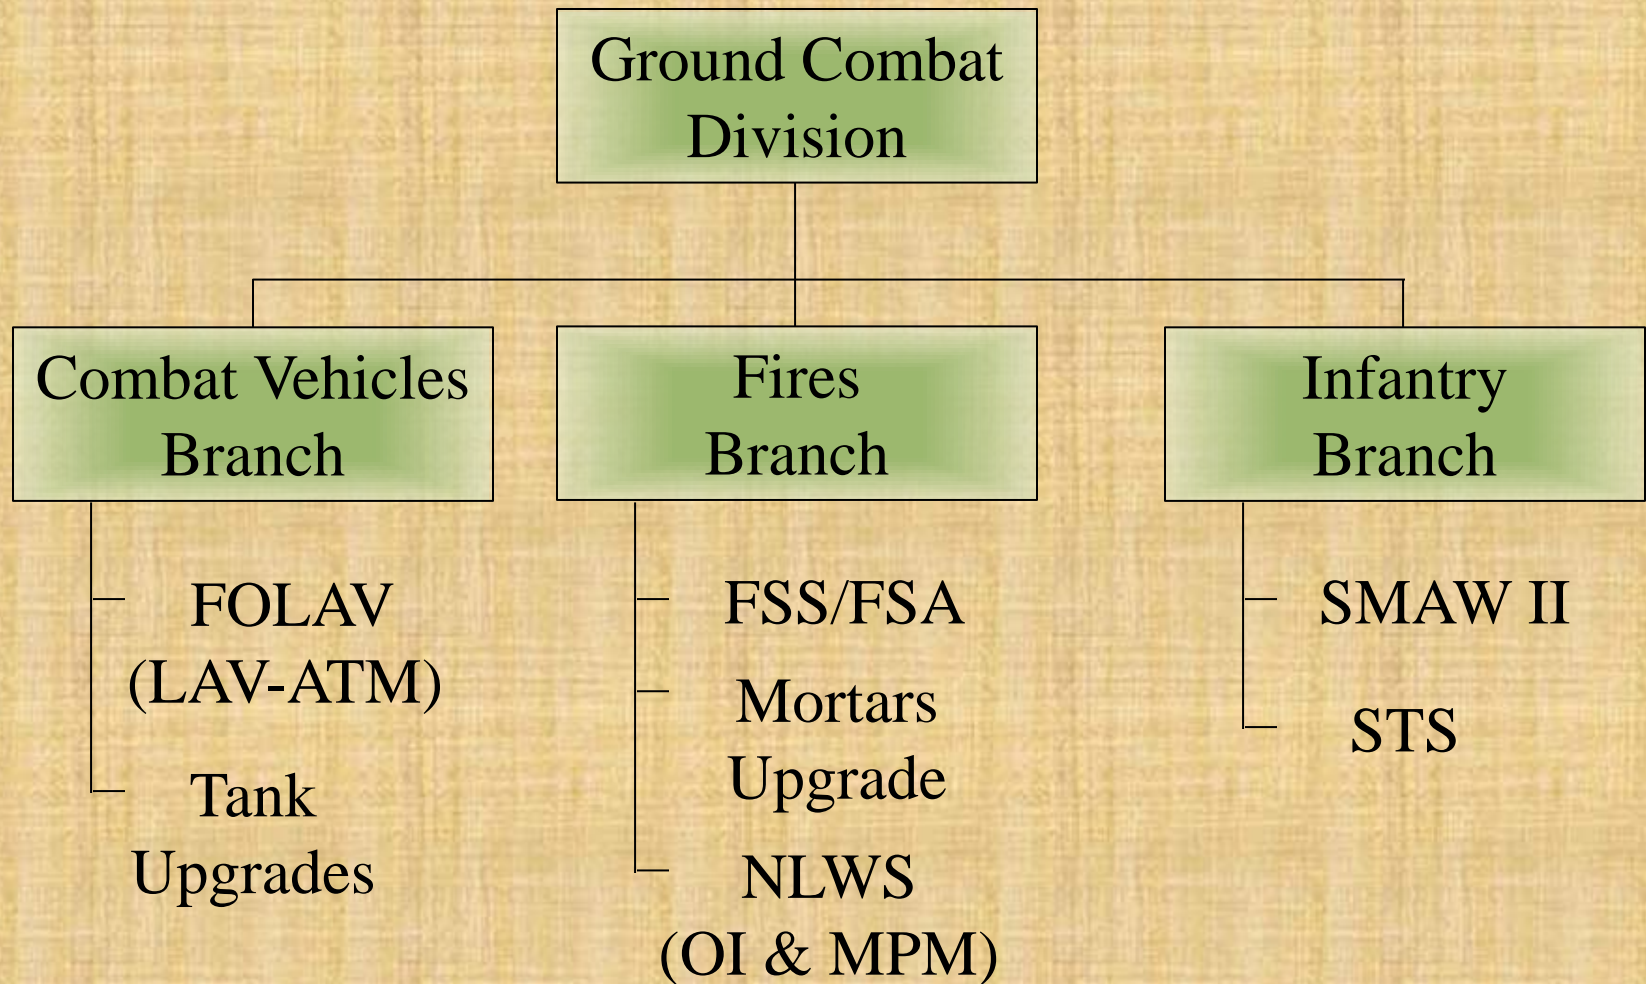 Ground Combat
Division
Combat Vehicles
Branch
FOLAV
(LAV-ATM)
Tank
Upgrades
Fires
Branch
FSS/FSA
Mortars
Upgrade
NLWS
(OI & MPM)
Infantry
Branch
SMAW II
STS